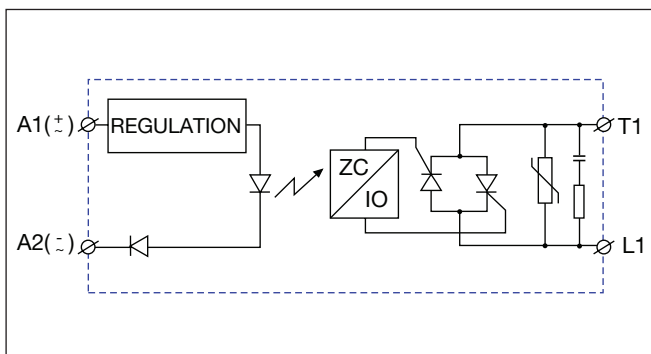 A1(+~)
REGULATION
T1
ZC
IO
A2(-~)
L1